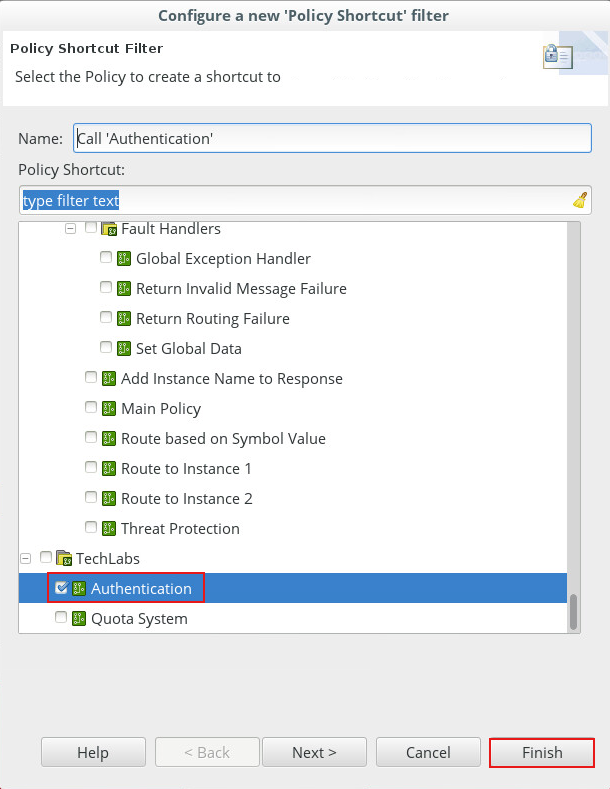 Configure a new 'Policy Shortcut' filter
Policy Shortcut Filter
Select the Policy to create a shortcut to
Name: Call 'Authentication'
Policy Shortcut:
type filter text
Fault Handlers
Global Exception Handler
Return Invalid Message Failure
Return Routing Failure
Set Global Data
Add Instance Name to Response
Main Policy
Route based on Symbol Value
Route to Instance 1
Route to Instance 2
Threat Protection
TechLabs
Authentication
Quota System
Help < Back Next > Cancel Finish